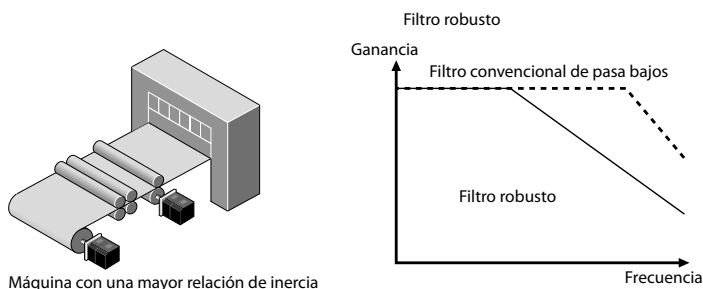 Filtro robusto
Ganancia
Filtro convencional de pasa bajos
Filtro robusto
Frecuencia
Máquina con una mayor relación de inercia